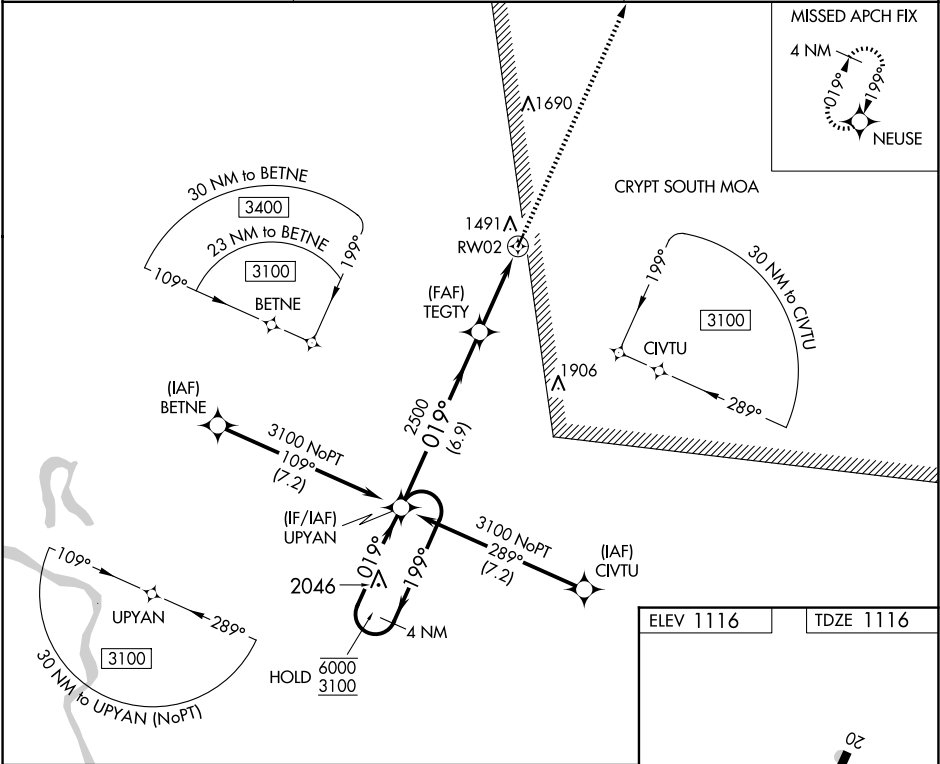 MISSED APCH FIX
4 NM
019°
199°
NEUSE
1690
CRYPT SOUTH MOA
30 NM to BETNE
3400
23 NM to BETNE
3100
109°
199°
BETNE
1491
RW02
(FAF)
TEGTY
199°
30 NM to CIVTU
3100
CIVTU
289°
1906
(IAF)
BETNE
3100 NoPT
109°
(7.2)
2500
019°
(6.9)
(IF/IAF)
UPYAN
3100 NoPT
289°
(7.2)
(IAF)
CIVTU
019°
199°
2046
4 NM
HOLD 6000
3100
109°
UPYAN
289°
3100
30 NM to UPYAN (NoPT)
ELEV 1116
TDZE 1116
20